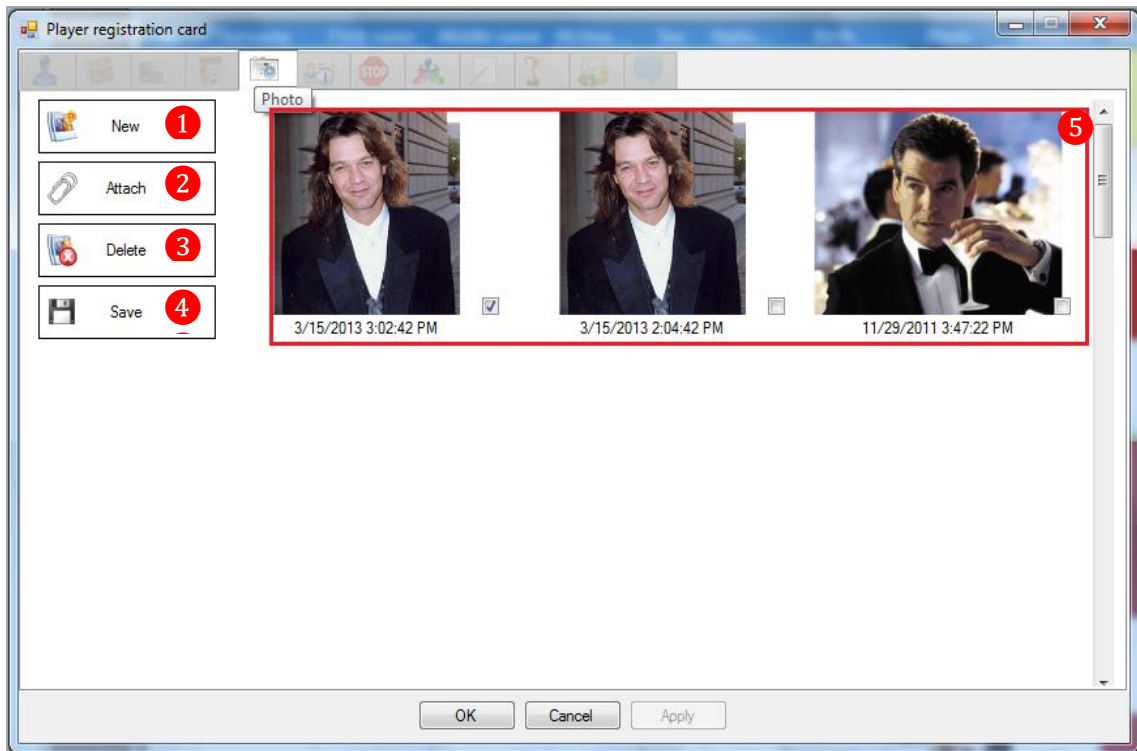 Player registration card
STOP
Photo
New 1
Attach 2
Delete 3
Save 4
5
3/15/2013 3:02:42 PM
3/15/2013 2:04:42 PM
11/29/2011 3:47:22 PM
OK
Cancel
Apply